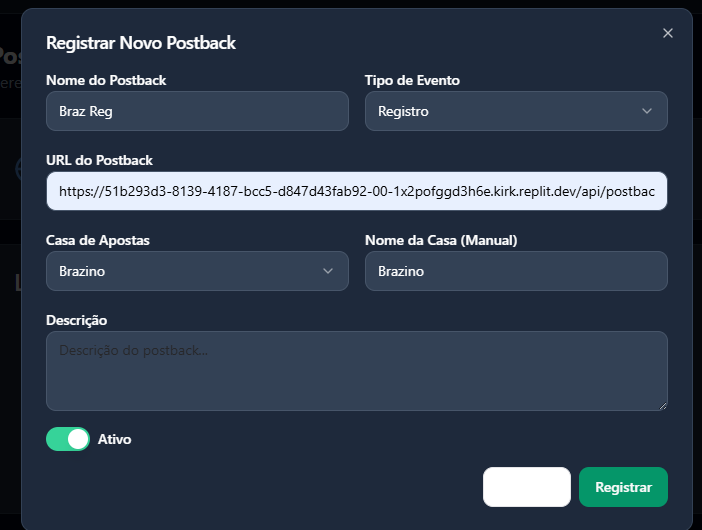 Registrar Novo Postback
Nome do Postback
Tipo de Evento
Braz Reg
Registro
URL do Postback
https://51b293d3-8139-4187-bcc5-d847d43fab92-00-1x2pofggd3h6e.kirk.replit.dev/api/postbac
Casa de Apostas
Nome da Casa (Manual)
Brazino
Brazino
Descrição
Descrição do postback...
Ativo
Registrar